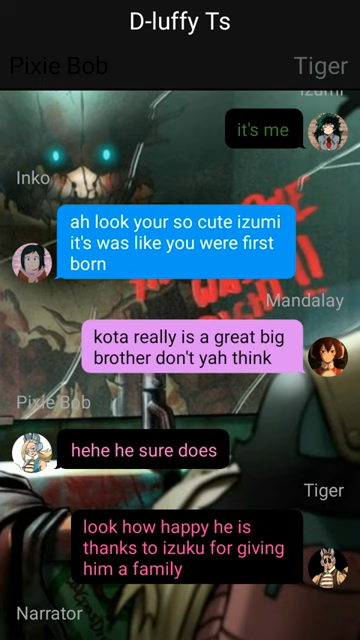 D-luffy Ts
Pixie Bob
Tiger
Izumi
it's me
Inko
ah look your so cute izumi
it's was like you were first
born
Mandalay
kota really is a great big
brother don't yah think
Pixie Bob
hehe he sure does
Tiger
look how happy he is
thanks to izuku for giving
him a family
Narrator